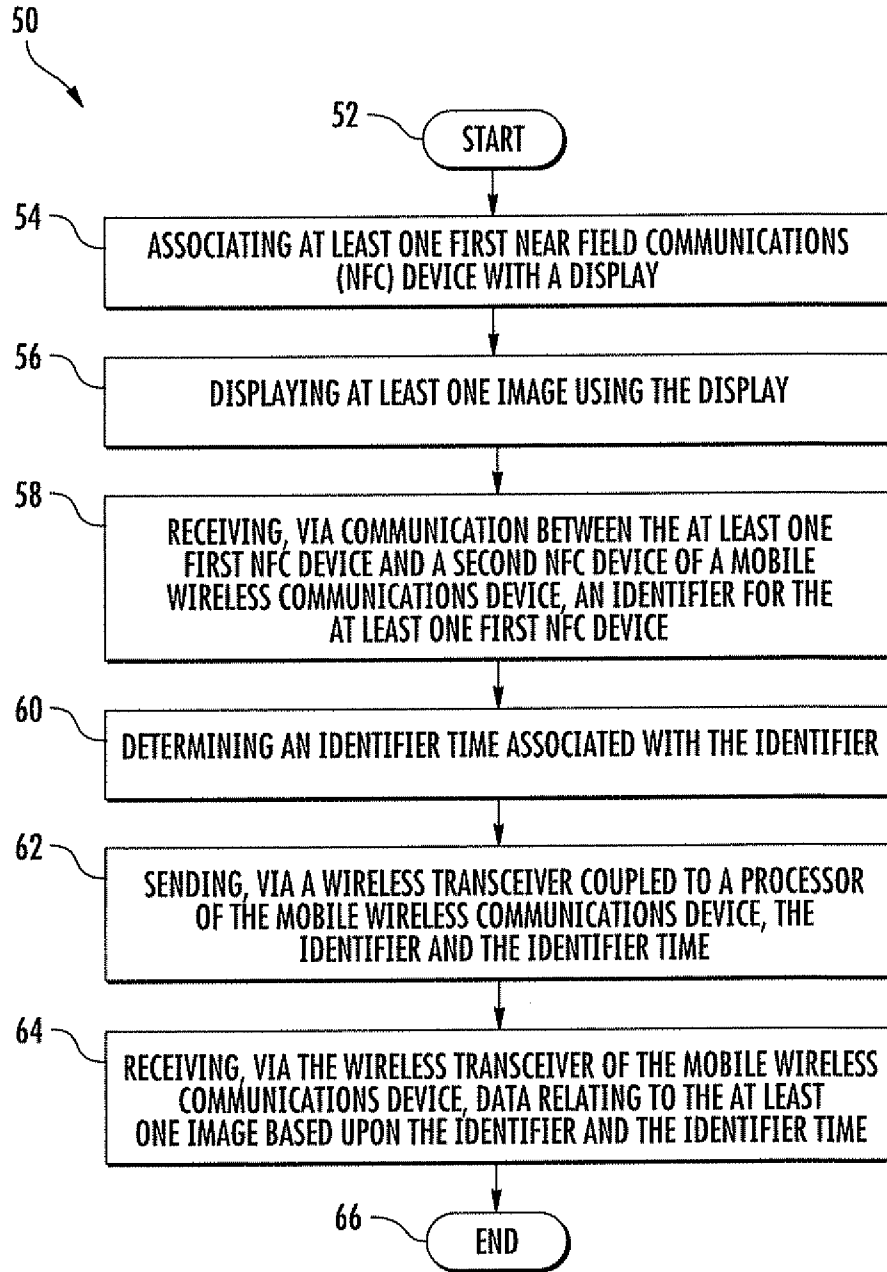 50
52
START
54
ASSOCIATING AT LEAST ONE FIRST NEAR FIELD COMMUNICATIONS
(NFC) DEVICE WITH A DISPLAY
56
DISPLAYING AT LEAST ONE IMAGE USING THE DISPLAY
58
RECEIVING, VIA COMMUNICATION BETWEEN THE AT LEAST ONE
FIRST NFC DEVICE AND A SECOND NFC DEVICE OF A MOBILE
WIRELESS COMMUNICATIONS DEVICE, AN IDENTIFIER FOR THE
AT LEAST ONE FIRST NFC DEVICE
60
DETERMINING AN IDENTIFIER TIME ASSOCIATED WITH THE IDENTIFIER
62
SENDING, VIA A WIRELESS TRANSCEIVER COUPLED TO A PROCESSOR
OF THE MOBILE WIRELESS COMMUNICATIONS DEVICE, THE
IDENTIFIER AND THE IDENTIFIER TIME
64
RECEIVING, VIA THE WIRELESS TRANSCEIVER OF THE MOBILE WIRELESS
COMMUNICATIONS DEVICE, DATA RELATING TO THE AT LEAST
ONE IMAGE BASED UPON THE IDENTIFIER AND THE IDENTIFIER TIME
66
END